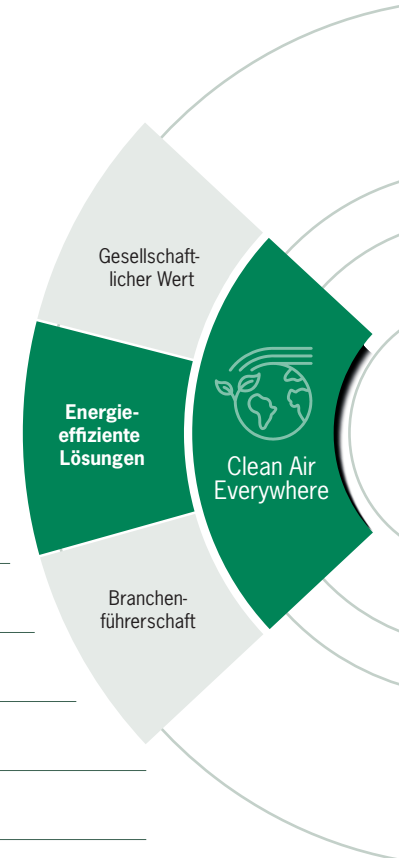 Gesellschaft-
licher Wert
Energie-
effiziente
Lösungen
Clean Air
Everywhere
Branchen-
führerschaft